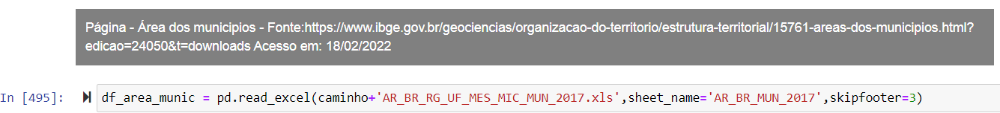 Página - Área dos municipios - Fonte:https://www.ibge.gov.br/geociencias/organizacao-do-territorio/estrutura-territorial/15761-areas-dos-municipios.html?
edicao=24050&t=downloads Acesso em: 18/02/2022
In [495]: df_area_munic = pd.read_excel(caminho+'AR_BR_RG_UF_MES_MIC_MUN_2017.xls',sheet_name='AR_BR_MUN_2017',skipfooter=3)